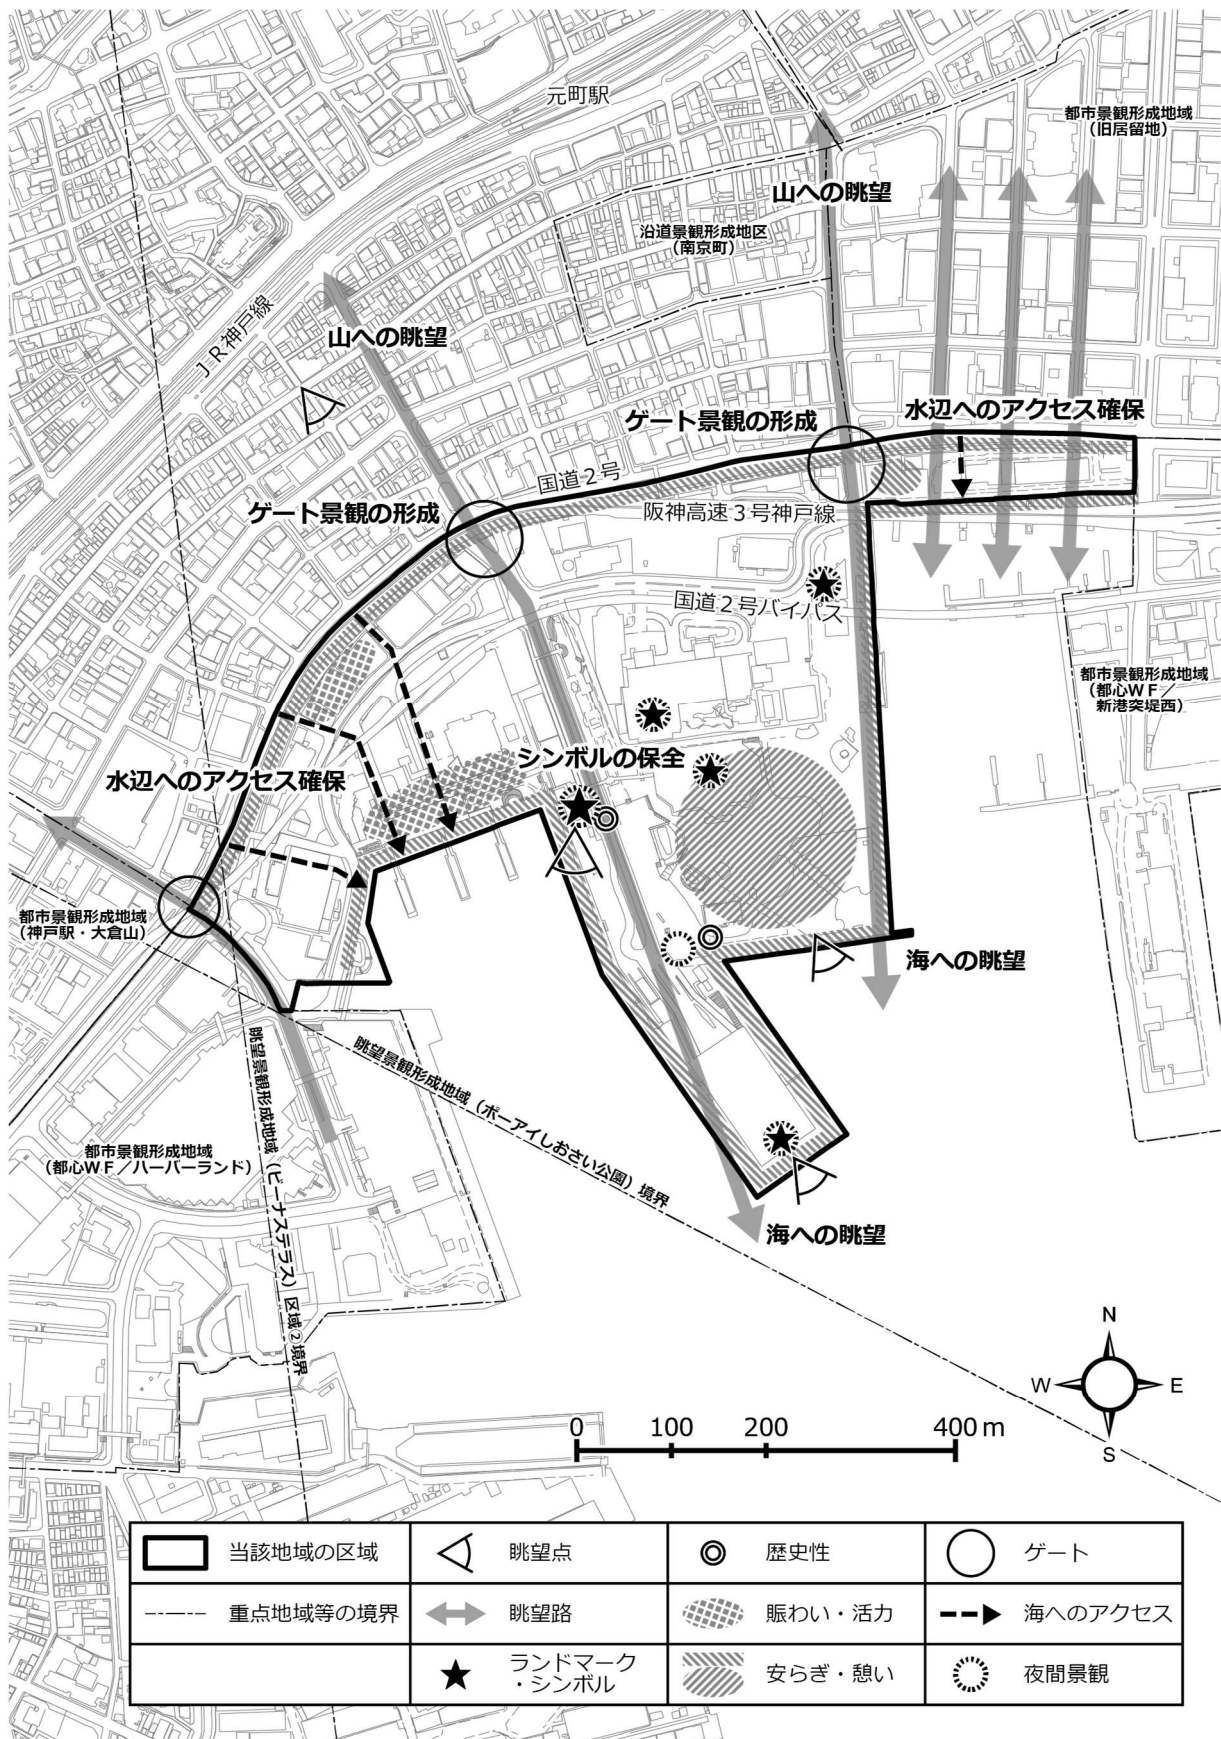 元町駅
都市景観形成地域
（旧居留地）
山への眺望
沿道景観形成地区
（南京町）
ＪＲ神戸線
山への眺望
水辺へのアクセス確保
ゲート景観の形成
国道２号
ゲート景観の形成
阪神高速３号神戸線
国道２号バイパス
都市景観形成地域
（都心ＷＦ／
新港突堤西）
シンボルの保全
水辺へのアクセス確保
都市景観形成地域
（神戸駅・大倉山）
海への眺望
眺望景観形成地域（ビーナステラス）区域②境界
眺望景観形成地域（ポーアイしおさい公園）境界
都市景観形成地域
（都心ＷＦ／ハーバーランド）
海への眺望
N
W
E
S
0
100
200
400 m
当該地域の区域
眺望点
歴史性
ゲート
重点地域等の境界
眺望路
賑わい・活力
海へのアクセス
ランドマーク
・シンボル
安らぎ・憩い
夜間景観